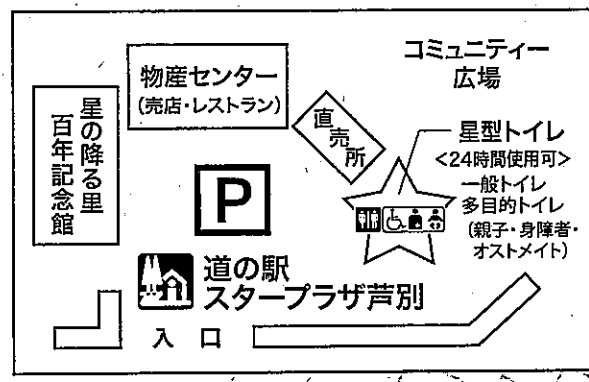 コミュニティー
広場
物産センター
(売店・レストラン)
星の降る里
百年記念館
直売所
星型トイレ
<24時間使用可>
一般トイレ
多目的トイレ
(親子・身障者・
オストメイト)
P
道の駅
スタープラザ芦別
入口